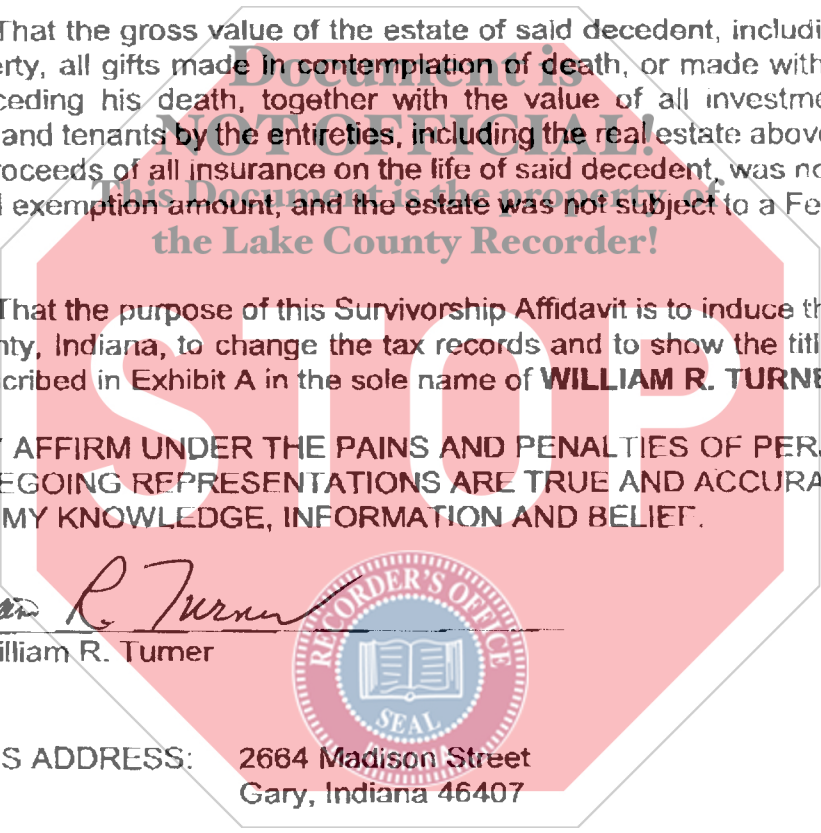 That the gross value of the estate of said decedent, includi
erty, all gifts made in contemplation of death, or made with
Document is
ceding his death, together with the value of all investme
and tenants by the entireties, including the real estate above
NOT OFFICIAL!
oceeds of all insurance on the life of said decedent, was no
This Document is the property of
l exemption amount, and the estate was not subject to a Fe
the Lake County Recorder!
That the purpose of this Survivorship Affidavit is to induce th
nty, Indiana, to change the tax records and to show the titl
cribed in Exhibit A in the sole name of WILLIAM R. TURNE
STOP
Y AFFIRM UNDER THE PAINS AND PENALTIES OF PERJ
EGOING REPRESENTATIONS ARE TRUE AND ACCURA
MY KNOWLEDGE, INFORMATION AND BELIEF.
R. Turner
illiam R. Turner
RECORDER'S OFFICE
SEAL
S ADDRESS: 2664 Madison Street
Gary, Indiana 46407